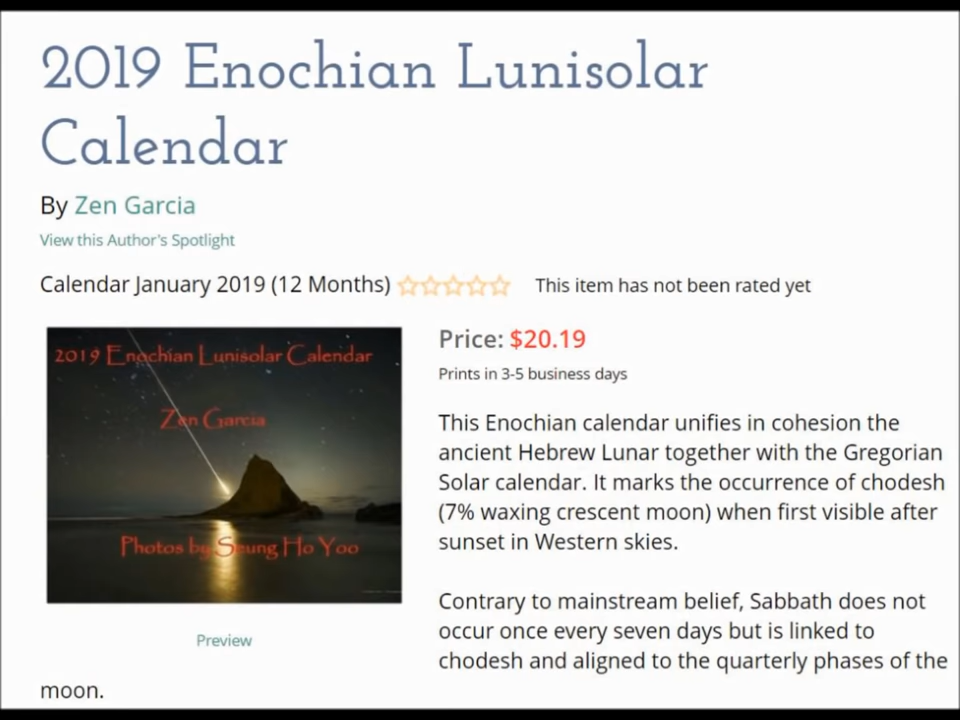 2019 Enochian Lunisolar
Calendar
By Zen Garcia
View this Author's Spotlight
Calendar January 2019 (12 Months)
This item has not been rated yet
2019 Enochian Lunisolar Calendar
Zen Garcia
Photos by Seung Ho Yoo
Preview
Price: $20.19
Prints in 3-5 business days
This Enochian calendar unifies in cohesion the
ancient Hebrew Lunar together with the Gregorian
Solar calendar. It marks the occurrence of chodesh
(7% waxing crescent moon) when first visible after
sunset in Western skies.
Contrary to mainstream belief, Sabbath does not
occur once every seven days but is linked to
chodesh and aligned to the quarterly phases of the
moon.